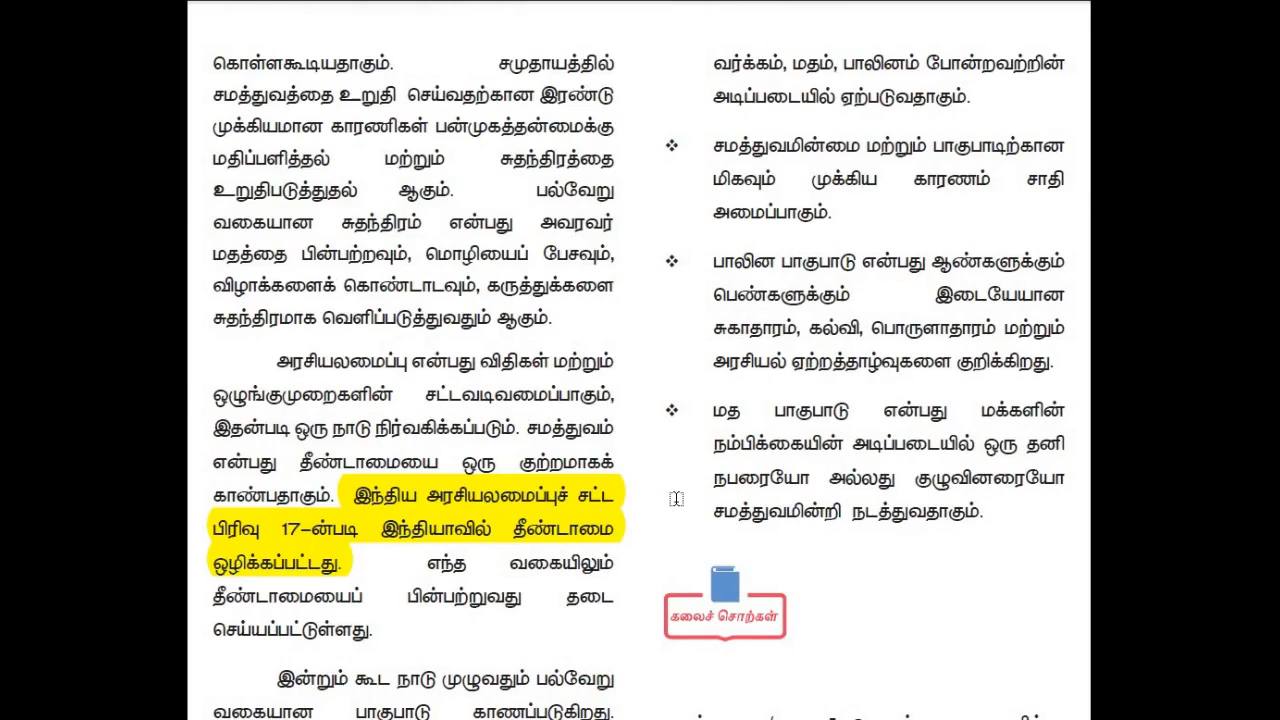 கொள்ளகூடியதாகும். சமுதாயத்தில்
சமத்துவத்தை உறுதி செய்வதற்கான இரண்டு
முக்கியமான காரணிகள் பன்முகத்தன்மைக்கு
மதிப்பளித்தல் மற்றும் சுதந்திரத்தை
உறுதிபடுத்துதல் ஆகும். பல்வேறு
வகையான சுதந்திரம் என்பது அவரவர்
மதத்தை பின்பற்றவும், மொழியைப் பேசவும்,
விழாக்களைக் கொண்டாடவும், கருத்துக்களை
சுதந்திரமாக வெளிப்படுத்துவதும் ஆகும்.
அரசியலமைப்பு என்பது விதிகள் மற்றும்
ஒழுங்குமுறைகளின் சட்டவடிவமைப்பாகும்,
இதன்படி ஒரு நாடு நிர்வகிக்கப்படும். சமத்துவம்
என்பது தீண்டாமையை ஒரு குற்றமாகக்
காண்பதாகும். இந்திய அரசியலமைப்புச் சட்ட
பிரிவு 17-ன்படி இந்தியாவில் தீண்டாமை
ஒழிக்கப்பட்டது. எந்த வகையிலும்
தீண்டாமையைப் பின்பற்றுவது தடை
செய்யப்பட்டுள்ளது.
இன்றும் கூட நாடு முழுவதும் பல்வேறு
வகையான பாகுபாடு காணப்படுகிறது.
வர்க்கம், மதம், பாலினம் போன்றவற்றின்
அடிப்படையில் ஏற்படுவதாகும்.
❖ சமத்துவமின்மை மற்றும் பாகுபாடிற்கான
மிகவும் முக்கிய காரணம் சாதி
அமைப்பாகும்.
❖ பாலின பாகுபாடு என்பது ஆண்களுக்கும்
பெண்களுக்கும் இடையேயான
சுகாதாரம், கல்வி, பொருளாதாரம் மற்றும்
அரசியல் ஏற்றத்தாழ்வுகளை குறிக்கிறது.
❖ மத பாகுபாடு என்பது மக்களின்
நம்பிக்கையின் அடிப்படையில் ஒரு தனி
நபரையோ அல்லது குழுவினரையோ
சமத்துவமின்றி நடத்துவதாகும்.
கலைச் சொற்கள்